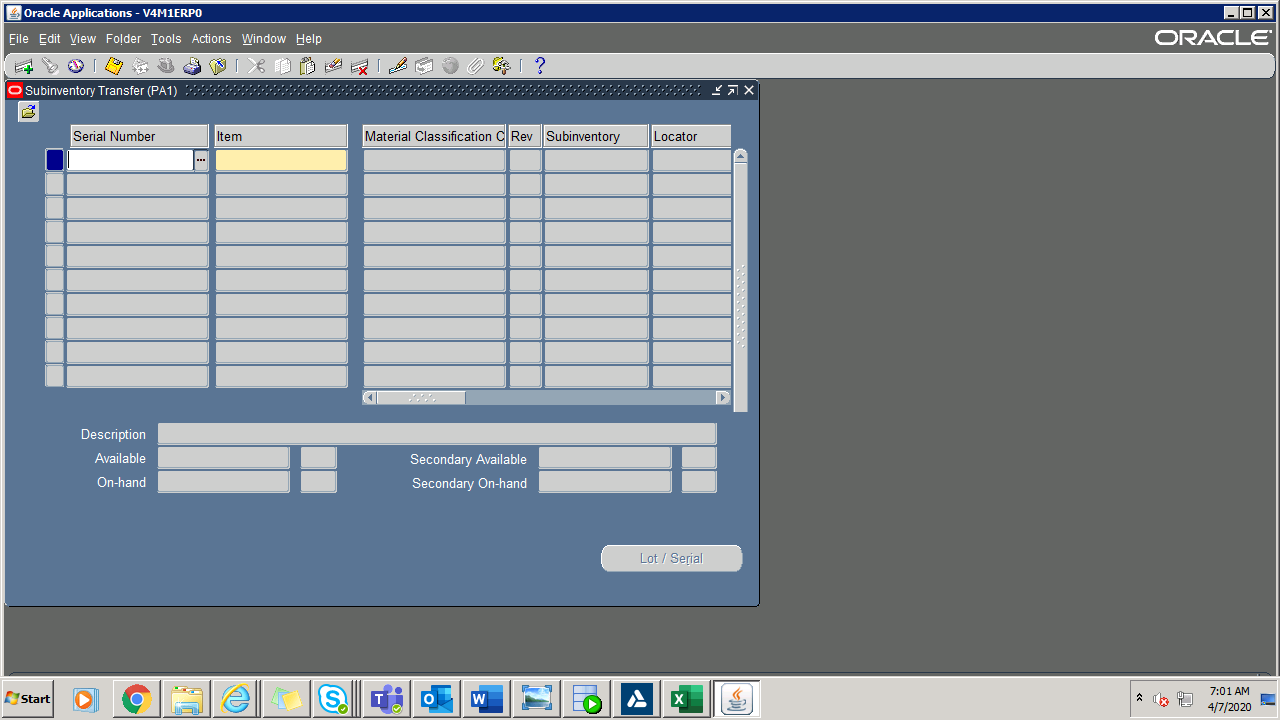 Oracle Applications - V4M1ERP0
File Edit View Folder Tools Actions Window Help
ORACLE
Subinventory Transfer (PA1)
Serial Number Item Material Classification C Rev Subinventory Locator
Description
Available Secondary Available
On-hand Secondary On-hand
Lot / Serial
Start
7:01 AM
4/7/2020